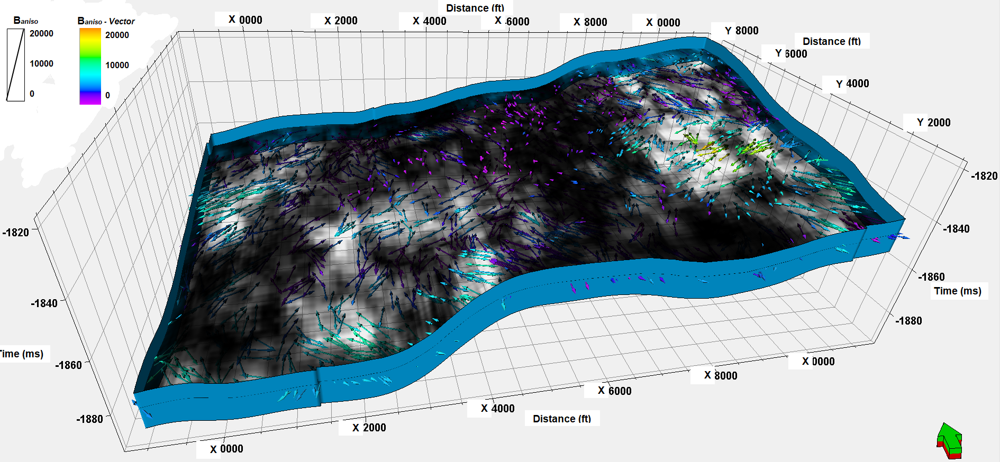 Distance (ft)
X 0000
X 2000
X 4000
X 6000
X 8000
X 0000
Y 8000
Distance (ft)
Y 6000
Y 4000
Y 2000
Baniso
20000
10000
0
Baniso - Vector
20000
10000
0
-1820
-1840
-1860
Time (ms)
-1880
-1820
-1840
Time (ms)
-1860
-1880
X 0000
X 2000
X 4000
Distance (ft)
X 6000
X 8000
X 0000